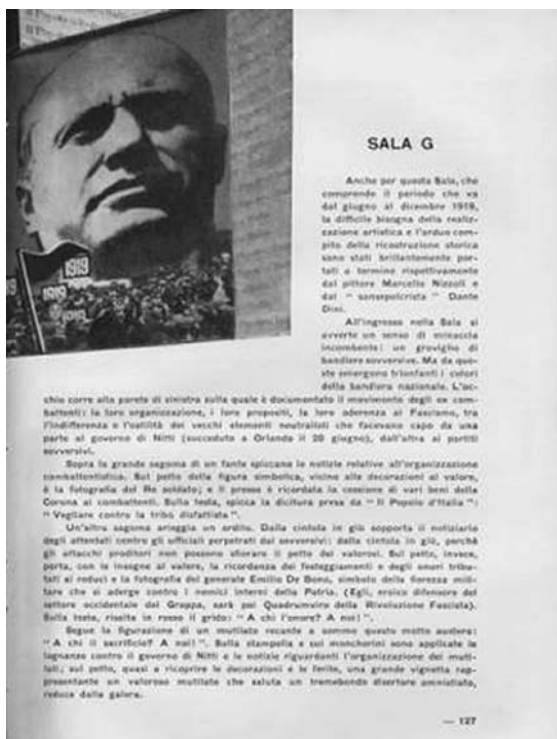 1919
1919
1919
SALA G
Anche per questa Sala, che
comprende il periodo che va
dal giugno al dicembre 1919,
la difficile bisogna della realiz-
zazione artistica e l'arduo com-
pito della ricostruzione storica
sono stati brillantemente por-
tati a termine rispettivamente
dal pittore Marcello Nizzoli e
dal " sansepolcrista " Dante
Dini.
All'ingresso nella Sala si
avverte un senso di minaccia
incombente: un groviglio di
bandiere sovversive. Ma da que-
ste emergono trionfanti i colori
della bandiera nazionale. L'oc-
chio corre alla parete di sinistra sulla quale è documentato il movimento degli ex com-
battenti: la loro organizzazione, i loro propositi, la loro aderenza al Fascismo, tra
l'indifferenza e l'ostilità dei vecchi elementi neutralisti che facevano capo da una
parte al governo di Nitti (succeduto a Orlando il 20 giugno), dall'altra ai partiti
sovversivi.
Sopra la grande sagoma di un fante spiccano le notizie relative all'organizzazione
combattentistica. Sul petto della figura simbolica, vicino alle decorazioni al valore,
è la fotografia del Re soldato; e lì presso è ricordata la cessione di vari beni della
Corona ai combattenti. Sulla testa, spicca la dicitura presa da " Il Popolo d'Italia ":
" Vegliare contro la tribù disfattista ".
Un'altra sagoma arieggia un ardito. Dalla cintola in giù sopporta il notiziario
degli attentati contro gli ufficiali perpetrati dai sovversivi: dalla cintola in giù, perchè
gli attacchi proditori non possono sfiorare il petto dei valorosi. Sul petto, invece,
porta, con le insegne al valore, la ricordanza dei festeggiamenti e degli onori tribu-
tati ai reduci e la fotografia del generale Emilio De Bono, simbolo della fierezza mili-
tare che si aderge contro i nemici interni della Patria. (Egli, eroico difensore del
settore occidentale del Grappa, sarà poi Quadrumviro della Rivoluzione Fascista).
Sulla testa, risalta in rosso il grido: " A chi l'onore? A noi! ".
Segue la figurazione di un mutilato recante a sommo questo motto austero:
" A chi il sacrificio? A noi! ". Sulla stampella e sui moncherini sono applicate le
lagnanze contro il governo di Nitti e le notizie riguardanti l'organizzazione dei muti-
lati; sul petto, quasi a ricoprire le decorazioni e le ferite, una grande vignetta rap-
presentante un valoroso mutilato che saluta un tremebondo disertore amnistiato,
reduce dalla galera.
— 127